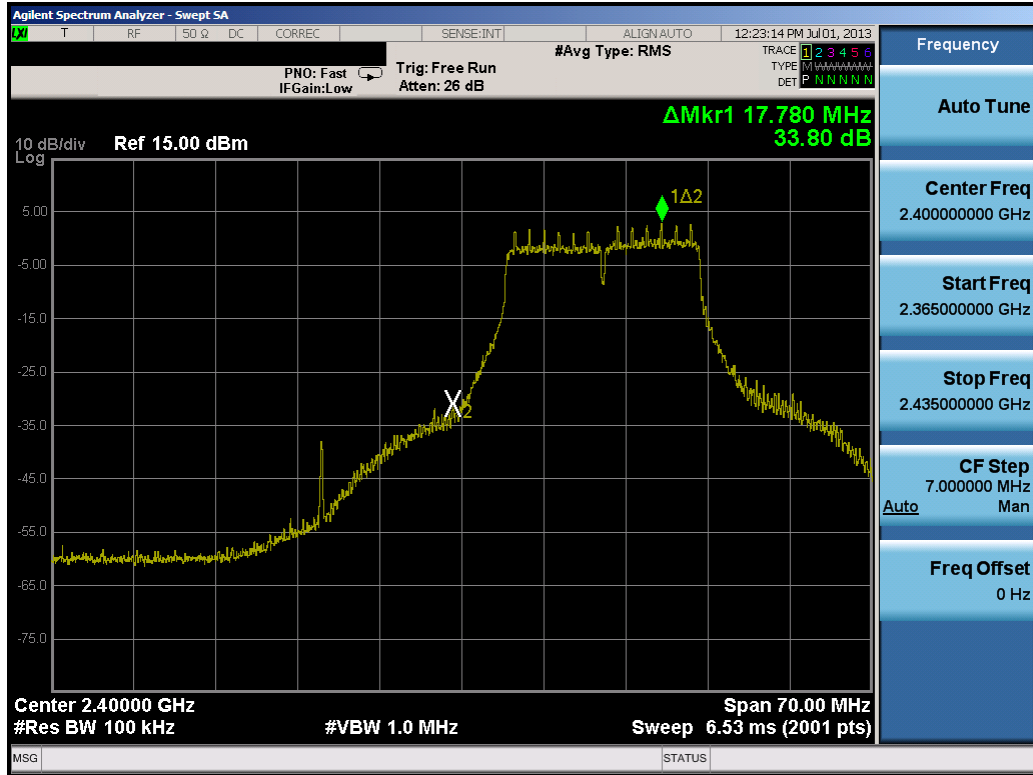 Agilent Spectrum Analyzer - Swept SA
LXI T RF 50 Ω DC CORREC SENSE:INT ALIGN AUTO 12:23:14 PM Jul 01, 2013
PNO: Fast
IFGain:Low
Trig: Free Run
Atten: 26 dB
#Avg Type: RMS
TRACE 1 2 3 4 5 6
TYPE M WWWWW
DET P N N N N N
ΔMkr1 17.780 MHz
33.80 dB
10 dB/div Ref 15.00 dBm
Log
5.00
-5.00
-15.0
-25.0
-35.0
-45.0
-55.0
-65.0
-75.0
1Δ2
X2
Center 2.40000 GHz Span 70.00 MHz
#Res BW 100 kHz #VBW 1.0 MHz Sweep 6.53 ms (2001 pts)
MSG STATUS
Frequency
Auto Tune
Center Freq
2.400000000 GHz
Start Freq
2.365000000 GHz
Stop Freq
2.435000000 GHz
CF Step
7.000000 MHz
Auto Man
Freq Offset
0 Hz